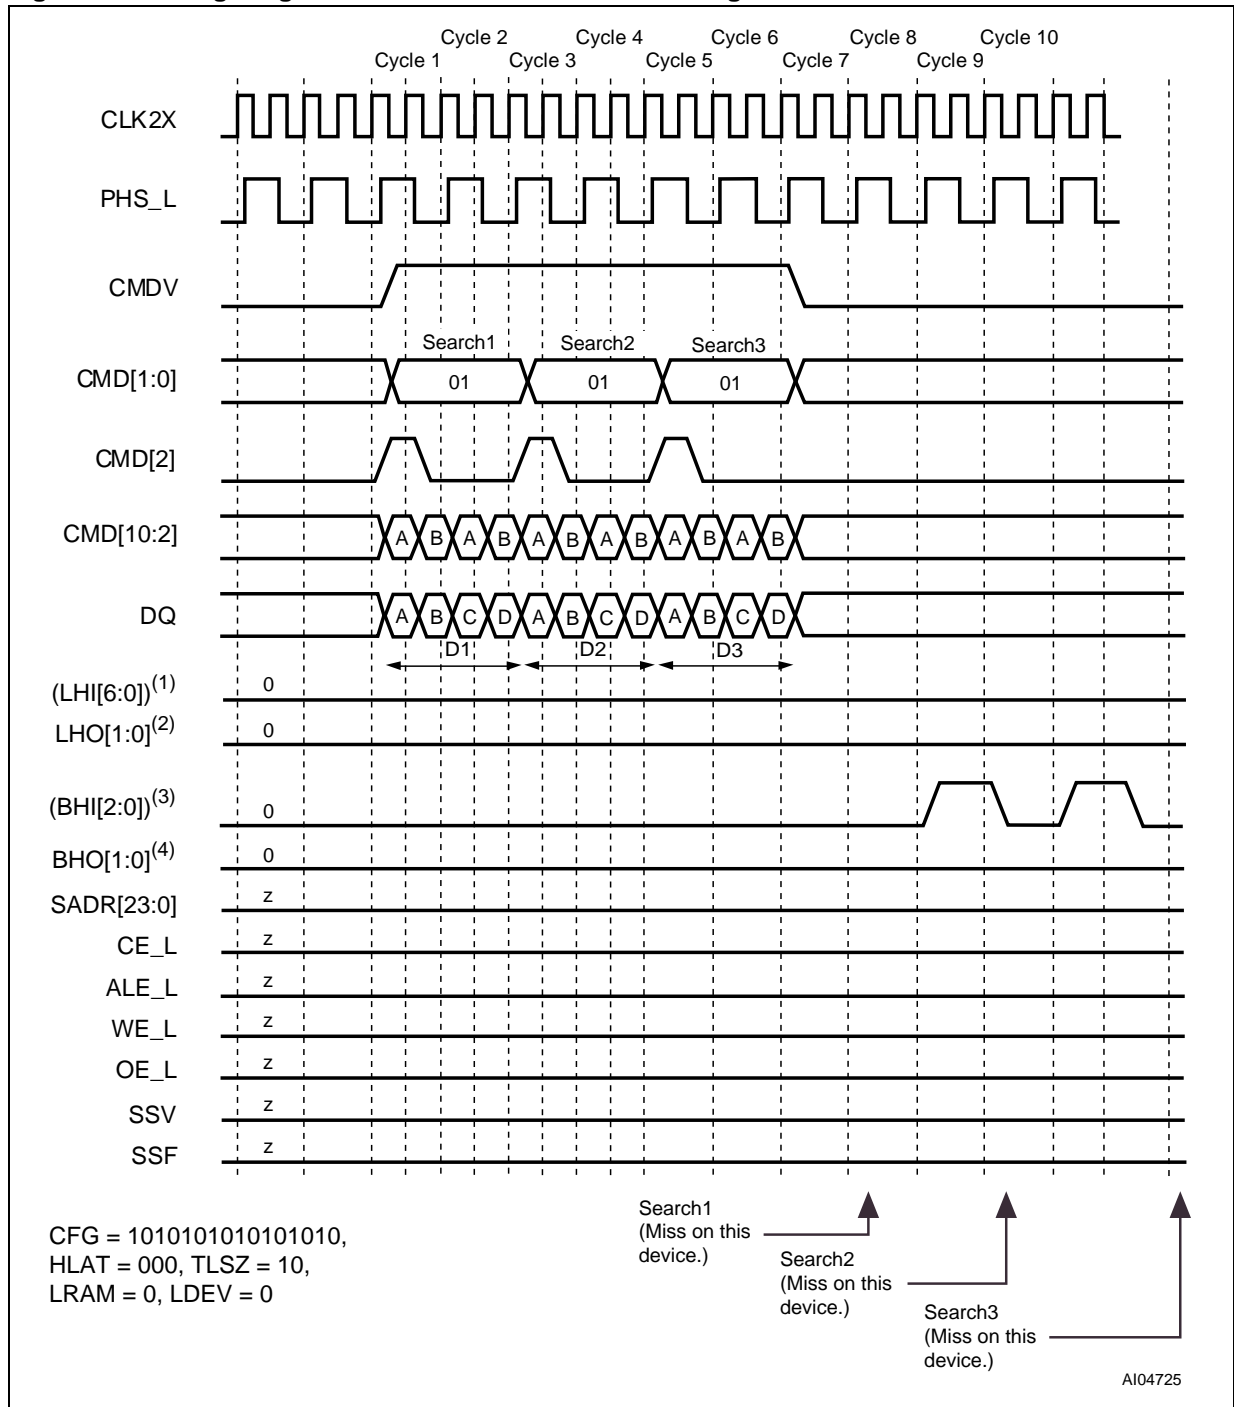 Cycle 2 Cycle 4 Cycle 6 Cycle 8 Cycle 10
Cycle 1 Cycle 3 Cycle 5 Cycle 7 Cycle 9
CLK2X
PHS_L
CMDV
Search1 Search2 Search3
CMD[1:0] 01 01 01
CMD[2]
CMD[10:2] A B A B A B A B A B A B
DQ A B C D A B C D A B C D
D1 D2 D3
(LHI[6:0])(1) 0
LHO[1:0](2) 0
(BHI[2:0])(3) 0
BHO[1:0](4) 0
SADR[23:0] z
CE_L z
ALE_L z
WE_L z
OE_L z
SSV z
SSF z
Search1
(Miss on this
device.)
Search2
(Miss on this
device.)
Search3
(Miss on this
device.)
CFG = 1010101010101010,
HLAT = 000, TLSZ = 10,
LRAM = 0, LDEV = 0
AI04725